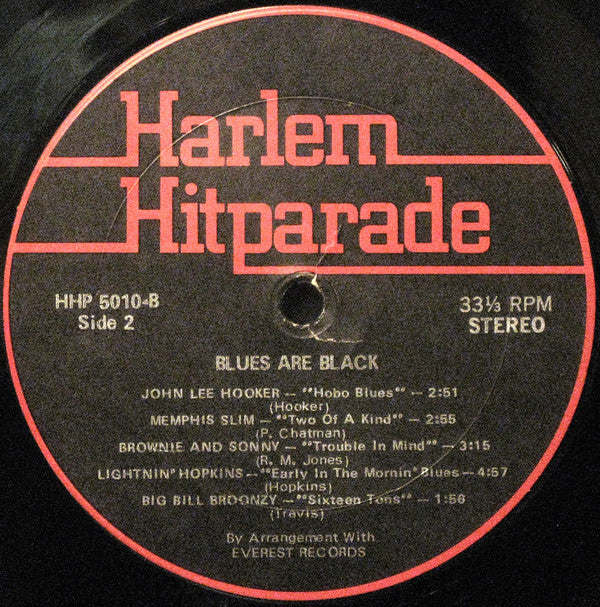 Harlem
Hitparade
HHP 5010-B
Side 2
33⅓ RPM
STEREO
BLUES ARE BLACK
JOHN LEE HOOKER — ""Hobo Blues"" — 2:51
(Hooker)
MEMPHIS SLIM — ""Two Of A Kind"" — 2:55
(P. Chatman)
BROWNIE AND SONNY — ""Trouble In Mind"" — 3:15
(R. M. Jones)
LIGHTNIN" HOPKINS — ""Early In The Mornin" Blues — 4:57
(Hopkins)
BIG BILL BROONZY — ""Sixteen Tons"" — 1:56
(Travis)
By Arrangement With
EVEREST RECORDS